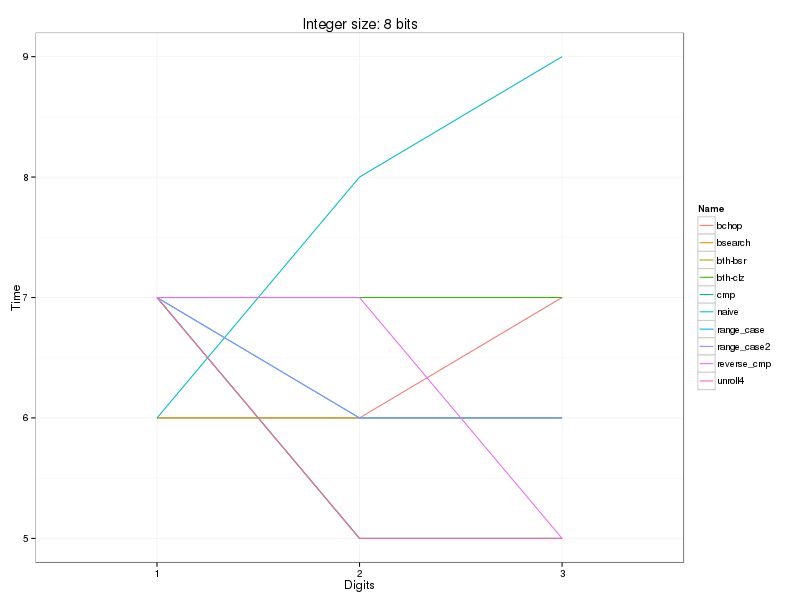 Integer size: 8 bits
9
8
7
6
5
Time
1
2
3
Digits
Name
bchop
bsearch
bth-bsr
bth-clz
cmp
naive
range_case
range_case2
reverse_cmp
unroll4